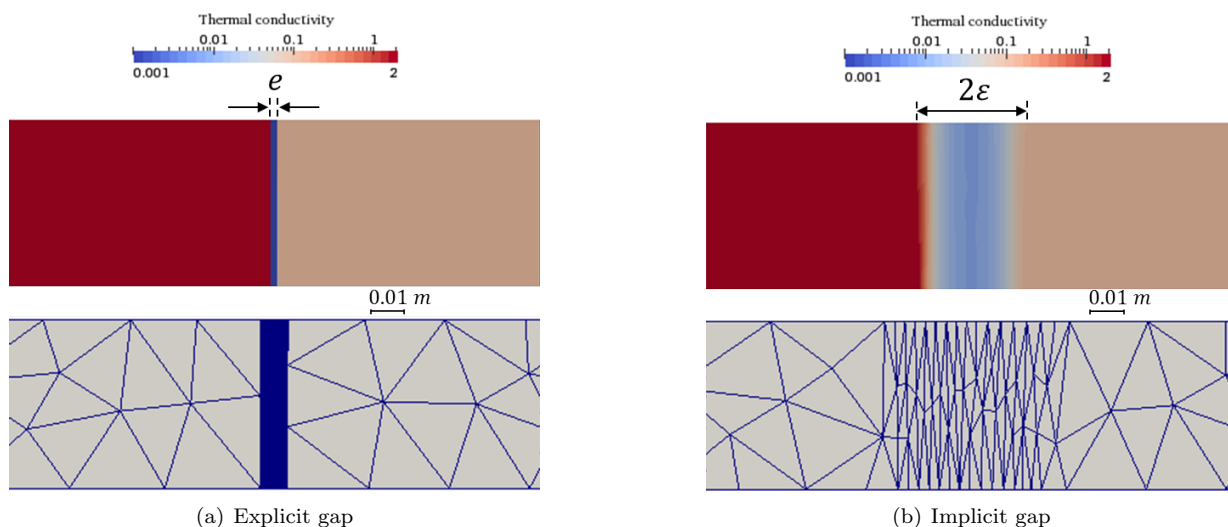 Thermal conductivity
0.01 0.1 1
0.001 2
e
0.01 m
(a) Explicit gap
Thermal conductivity
0.01 0.1 1
0.001 2
2ε
0.01 m
(b) Implicit gap